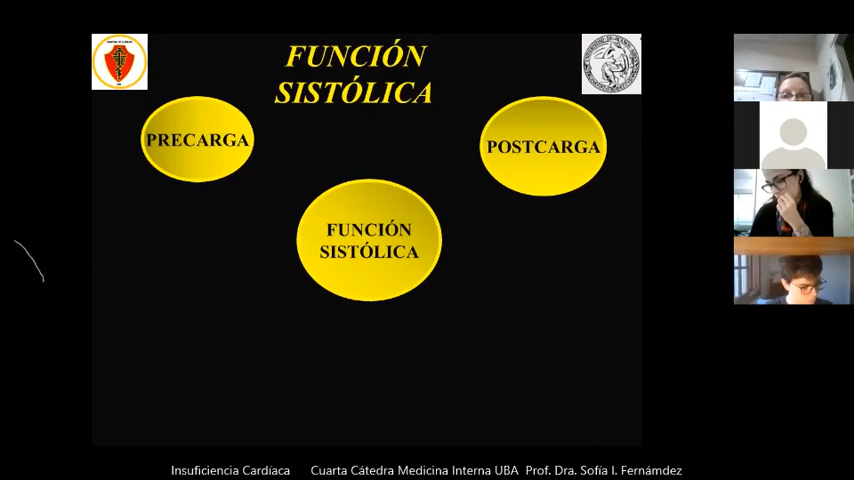 FUNCIÓN
SISTÓLICA
PRECARGA
POSTCARGA
FUNCIÓN
SISTÓLICA
Insuficiencia Cardíaca Cuarta Cátedra Medicina Interna UBA Prof. Dra. Sofía I. Fernámdez